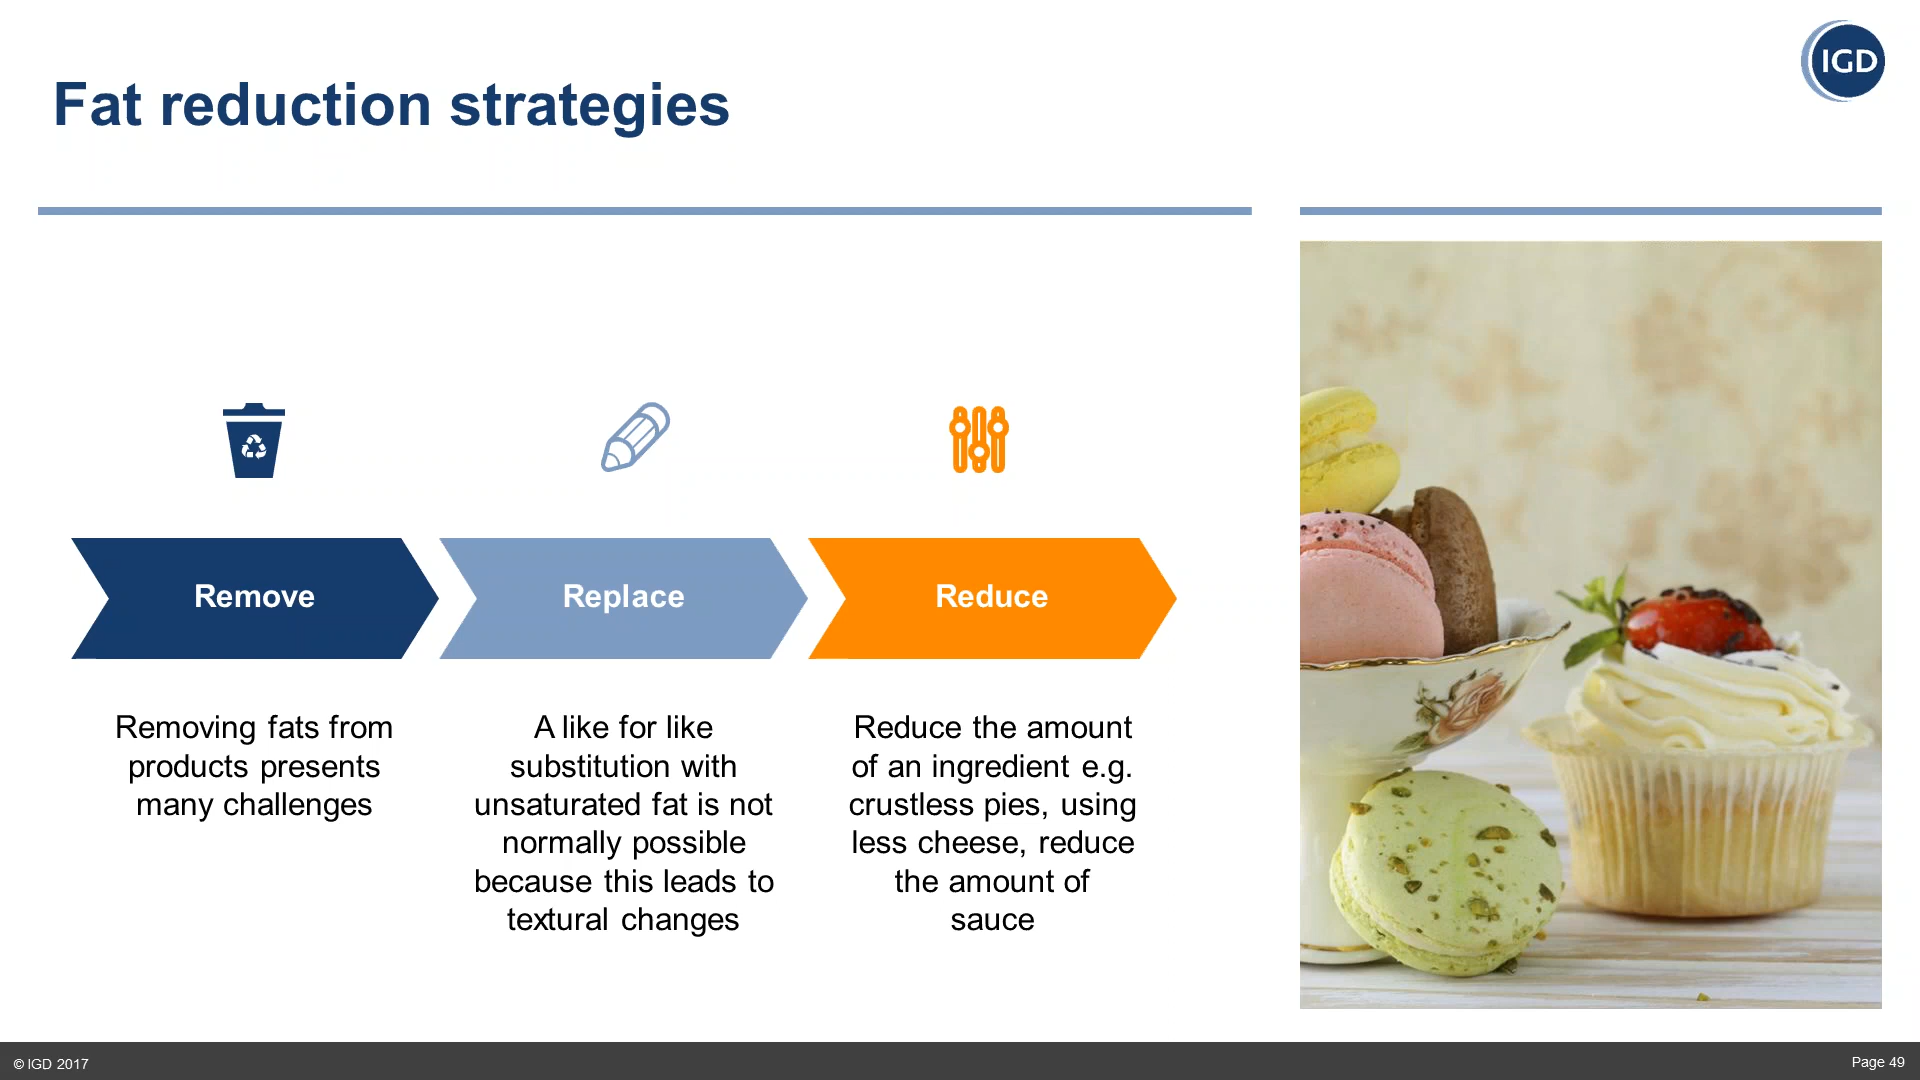 IGD
Fat reduction strategies
Remove
Replace
Reduce
Removing fats from
products presents
many challenges
A like for like
substitution with
unsaturated fat is not
normally possible
because this leads to
textural changes
Reduce the amount
of an ingredient e.g.
crustless pies, using
less cheese, reduce
the amount of
sauce
© IGD 2017
Page 49